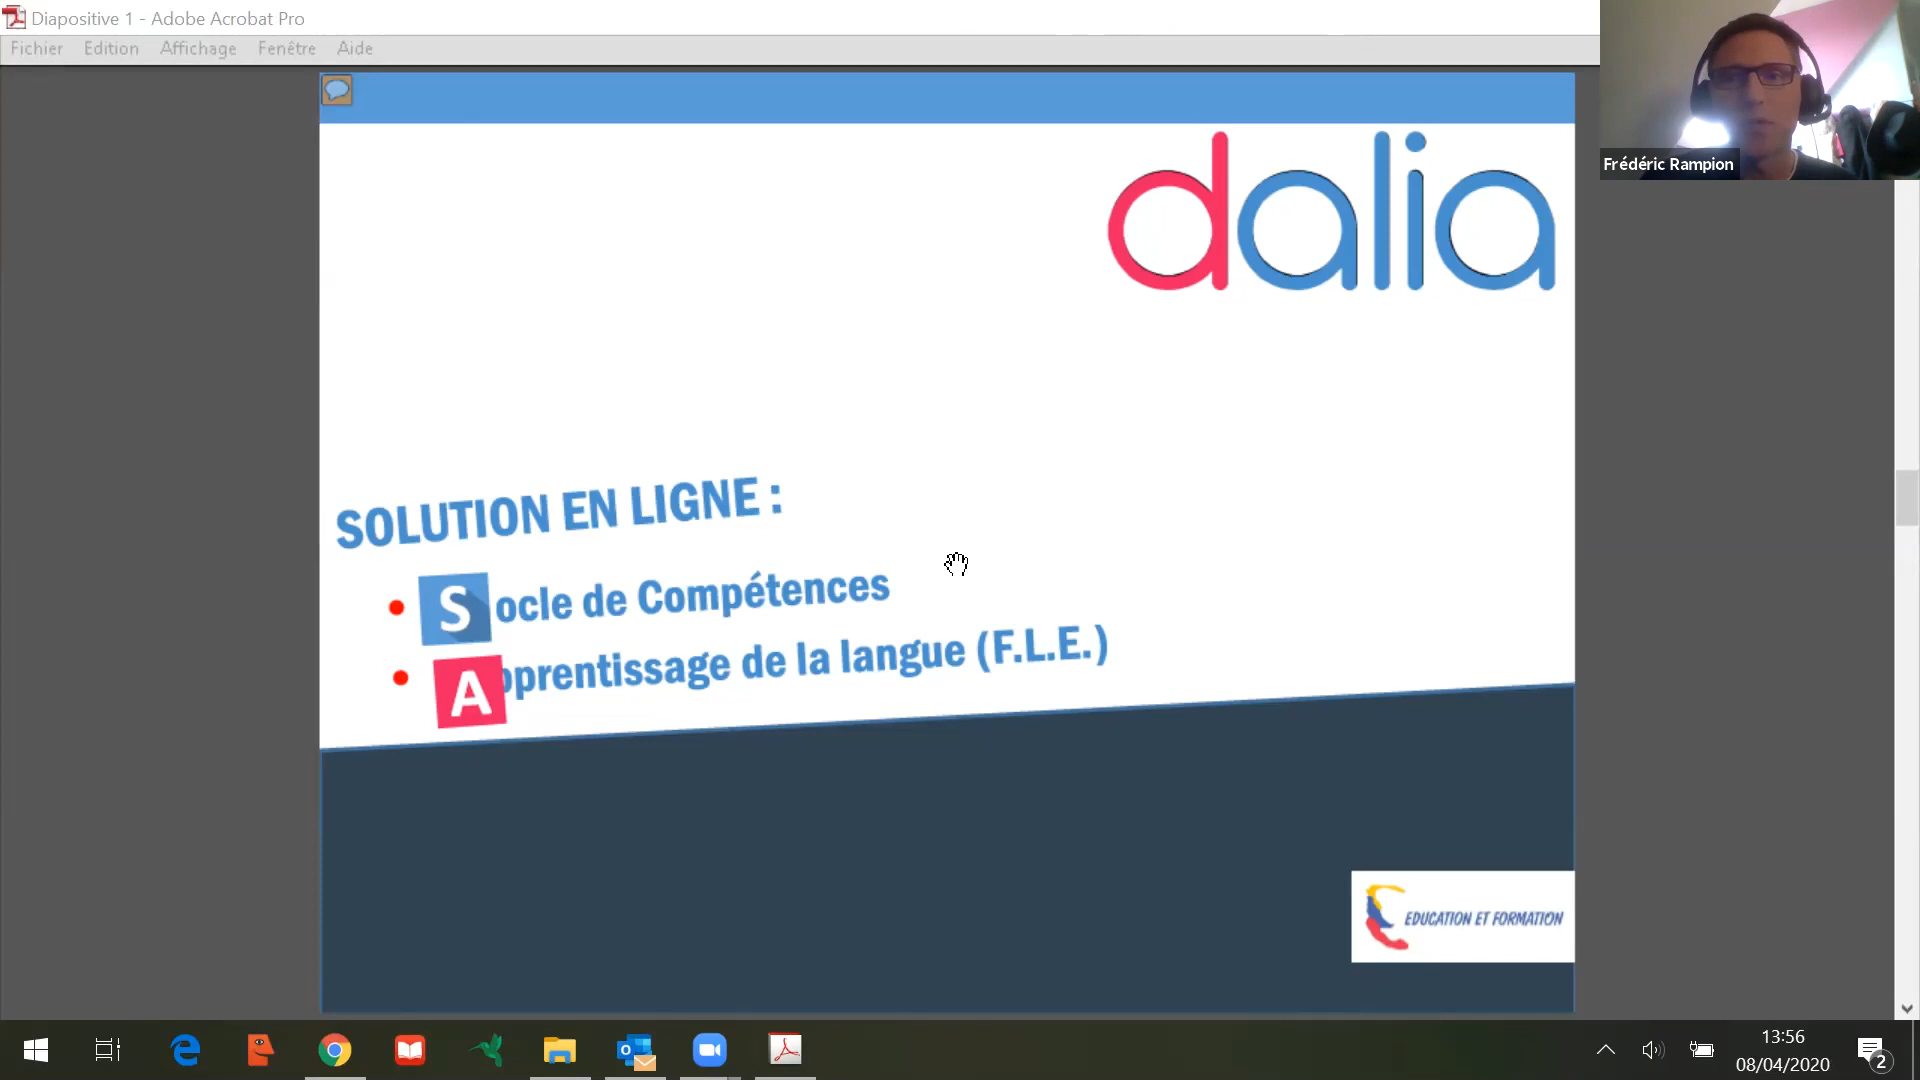 Diapositive 1 - Adobe Acrobat Pro
Fichier Edition Affichage Fenêtre Aide
Frédéric Rampion
dalia
SOLUTION EN LIGNE :
• Socle de Compétences
• Apprentissage de la langue (F.L.E.)
EDUCATION ET FORMATION
13:56
08/04/2020
2